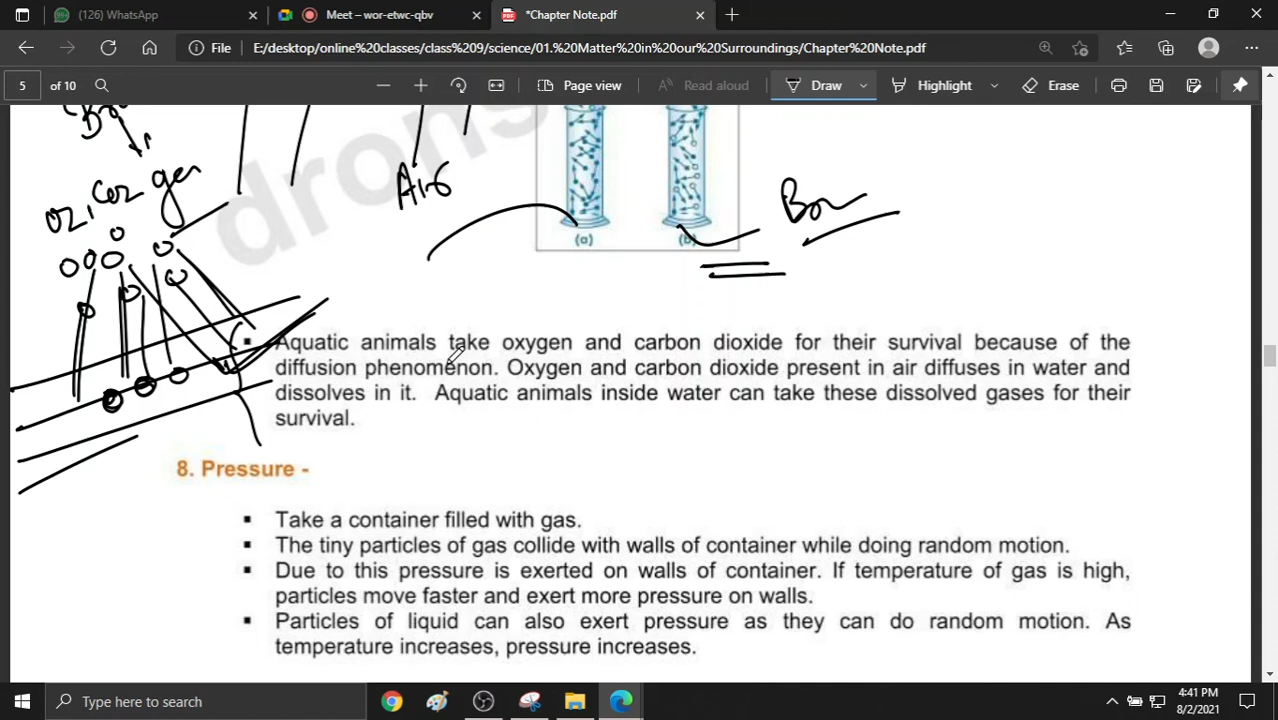 (126) WhatsApp
Meet – wor-etwc-qbv
*Chapter Note.pdf
File
E:/desktop/online%20classes/class%209/science/01.%20Matter%20in%20our%20Surroundings/Chapter%20Note.pdf
5 of 10
Page view
Read aloud
Draw
Highlight
Erase
drons
O2, Co2
Air
(a)
(b)
Aquatic animals take oxygen and carbon dioxide for their survival because of the
diffusion phenomenon. Oxygen and carbon dioxide present in air diffuses in water and
dissolves in it. Aquatic animals inside water can take these dissolved gases for their
survival.
8. Pressure -
▪ Take a container filled with gas.
▪ The tiny particles of gas collide with walls of container while doing random motion.
▪ Due to this pressure is exerted on walls of container. If temperature of gas is high,
particles move faster and exert more pressure on walls.
▪ Particles of liquid can also exert pressure as they can do random motion. As
temperature increases, pressure increases.
Type here to search
4:41 PM
8/2/2021